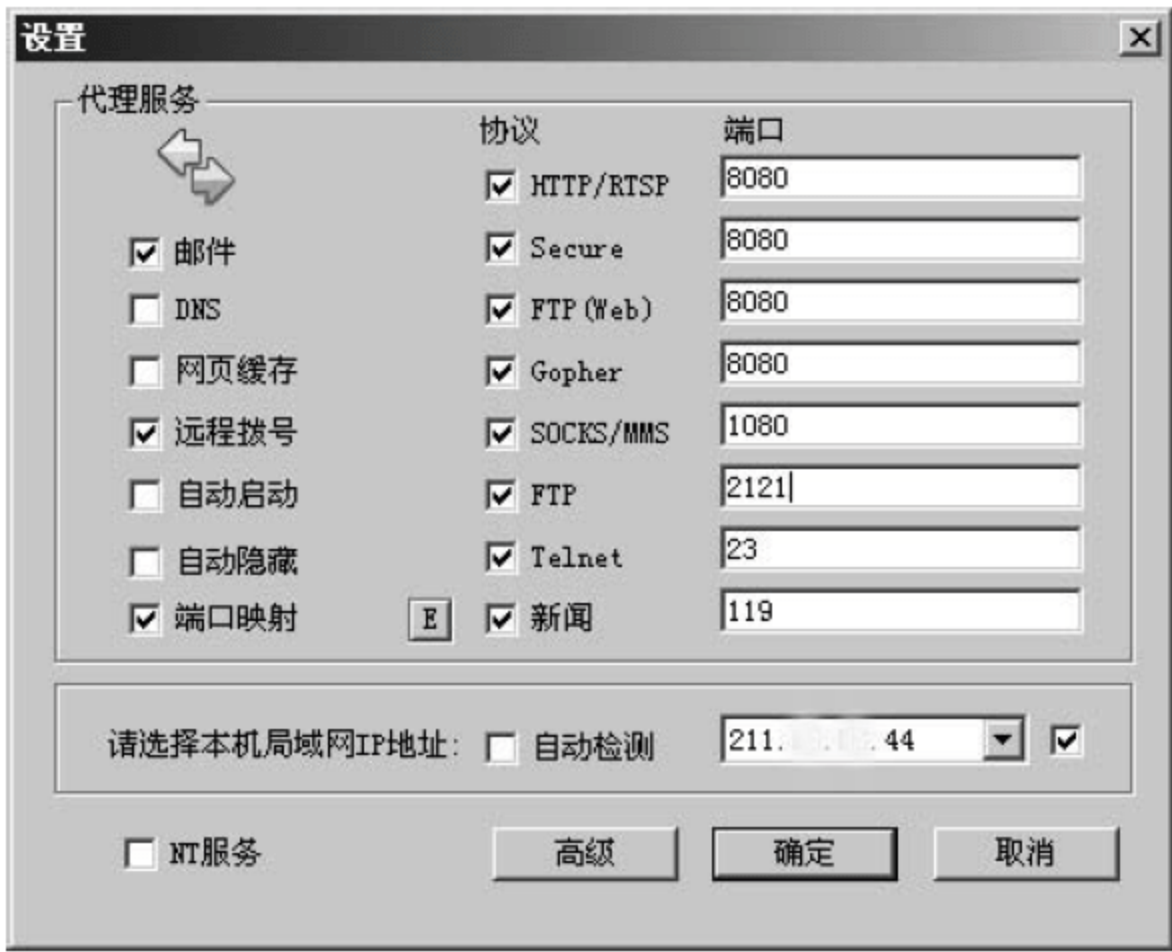 设置
代理服务
协议 端口
HTTP/RTSP 8080
邮件 Secure 8080
DNS FTP(Web) 8080
网页缓存 Gopher 8080
远程拨号 SOCKS/MMS 1080
自动启动 FTP 2121
自动隐藏 Telnet 23
端口映射 E 新闻 119
请选择本机局域网IP地址: 自动检测 211. .44
NT服务 高级 确定 取消